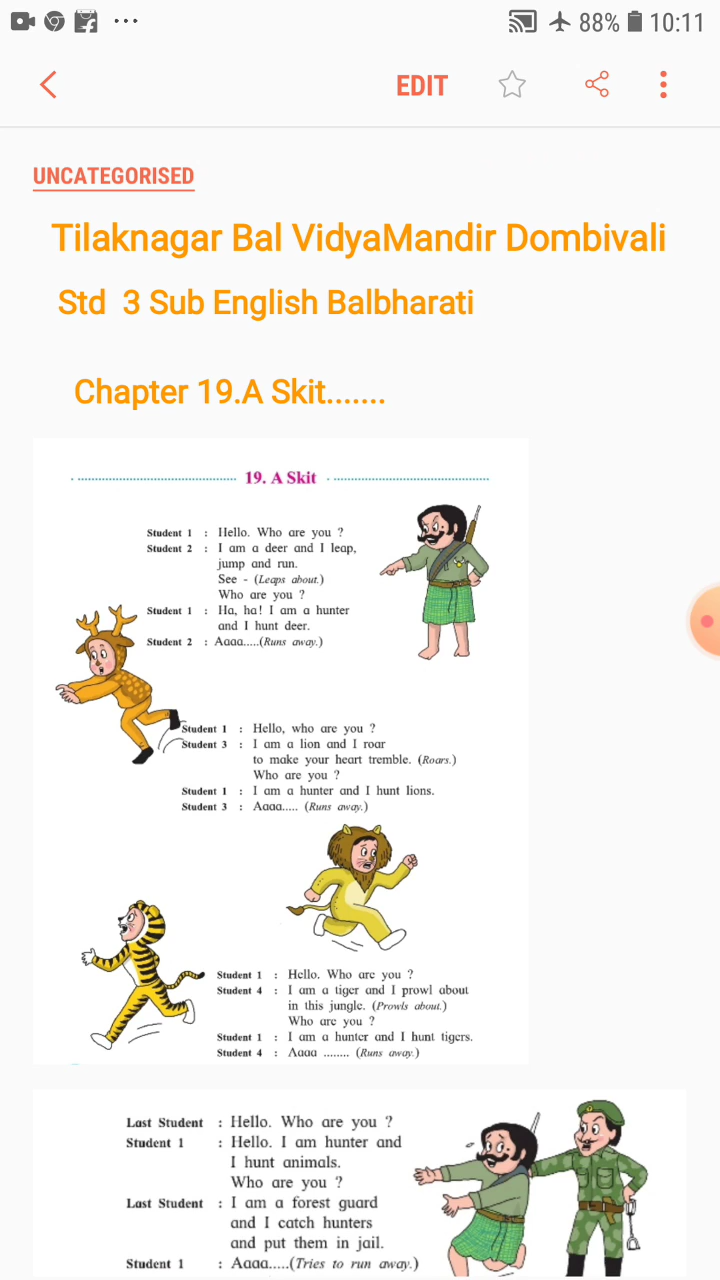 88% 10:11
EDIT
UNCATEGORISED
Tilaknagar Bal VidyaMandir Dombivali
Std 3 Sub English Balbharati
Chapter 19.A Skit.......
19. A Skit
Student 1 : Hello. Who are you ?
Student 2 : I am a deer and I leap,
jump and run.
See - (Leaps about.)
Who are you ?
Student 1 : Ha, ha! I am a hunter
and I hunt deer.
Student 2 : Aaaa.....(Runs away.)
Student 1 : Hello, who are you ?
Student 3 : I am a lion and I roar
to make your heart tremble. (Roars.)
Who are you ?
Student 1 : I am a hunter and I hunt lions.
Student 3 : Aaaa..... (Runs away.)
Student 1 : Hello. Who are you ?
Student 4 : I am a tiger and I prowl about
in this jungle. (Prowls about.)
Who are you ?
Student 1 : I am a hunter and I hunt tigers.
Student 4 : Aaaa ........ (Runs away.)
Last Student : Hello. Who are you ?
Student 1 : Hello. I am hunter and
I hunt animals.
Who are you ?
Last Student : I am a forest guard
and I catch hunters
and put them in jail.
Student 1 : Aaaa.....(Tries to run away.)